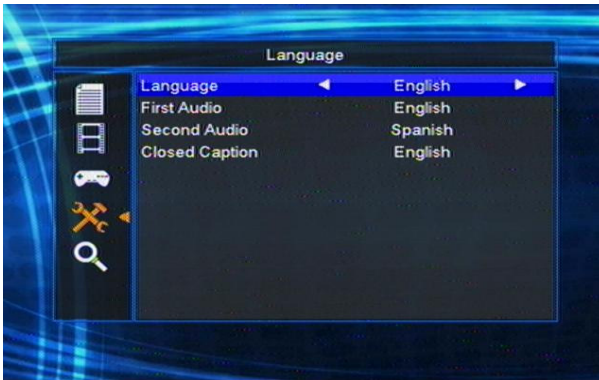 Language
Language English
First Audio English
Second Audio Spanish
Closed Caption English